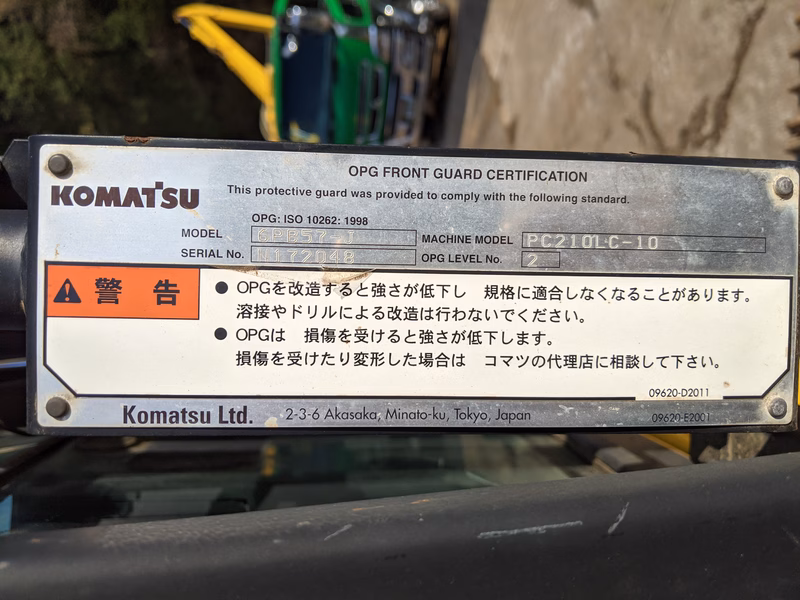 OPG FRONT GUARD CERTIFICATION
KOMATSU
This protective guard was provided to comply with the following standard.
OPG: ISO 10262: 1998
MODEL MACHINE MODEL PC210LC-10
SERIAL No. OPG LEVEL No. 2
警告
● OPGを改造すると強さが低下し 規格に適合しなくなることがあります。
溶接やドリルによる改造は行わないでください。
● OPGは 損傷を受けると強さが低下します。
損傷を受けたり変形した場合は コマツの代理店に相談して下さい。
09620-D2011
Komatsu Ltd. 2-3-6 Akasaka, Minato-ku, Tokyo, Japan
09620-E2001